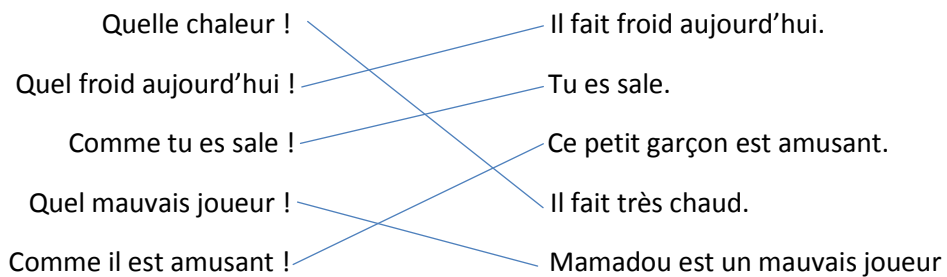 Quelle chaleur ! Il fait froid aujourd’hui.
Quel froid aujourd’hui ! Tu es sale.
Comme tu es sale ! Ce petit garçon est amusant.
Quel mauvais joueur ! Il fait très chaud.
Comme il est amusant ! Mamadou est un mauvais joueur